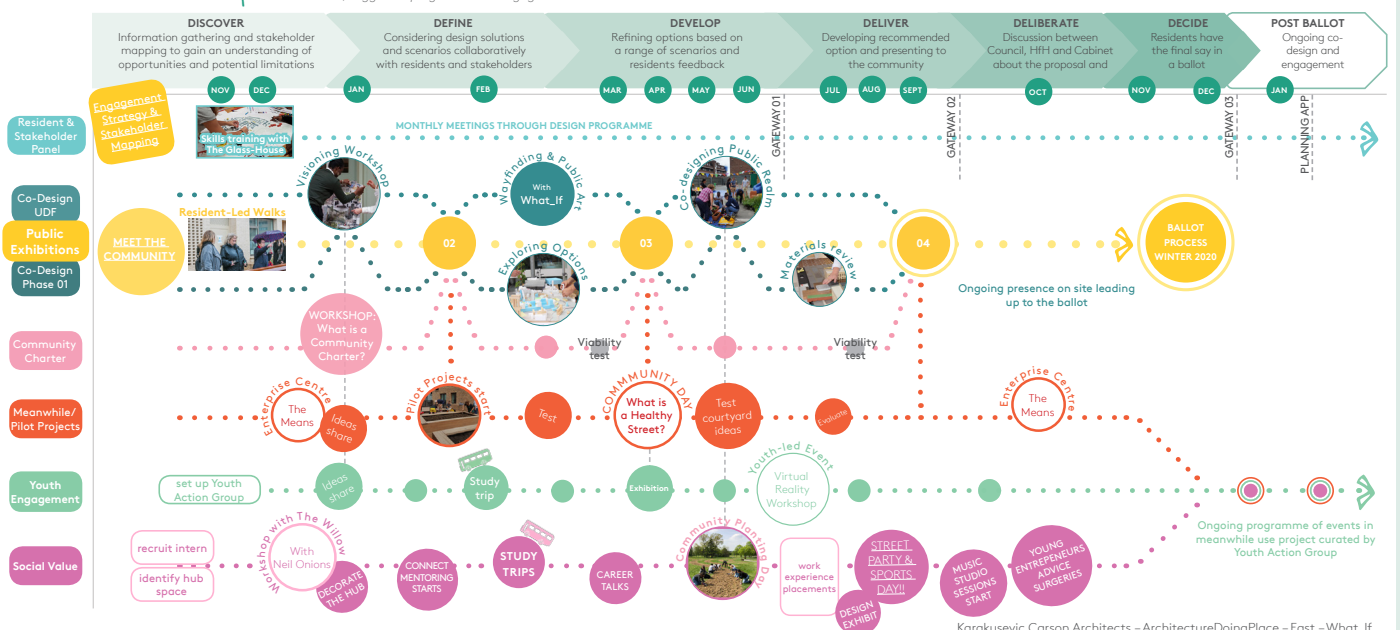 DISCOVER
Information gathering and stakeholder
mapping to gain an understanding of
opportunities and potential limitations
DEFINE
Considering design solutions
and scenarios collaboratively
with residents and stakeholders
DEVELOP
Refining options based on
a range of scenarios and
residents feedback
DELIVER
Developing recommended
option and presenting to
the community
DELIBERATE
Discussion between
Council, HfH and Cabinet
about the proposal and
DECIDE
Residents have
the final say in
a ballot
POST BALLOT
Ongoing co-
design and
engagement
NOV
DEC
JAN
FEB
MAR
APR
MAY
JUN
JUL
AUG
SEPT
OCT
NOV
DEC
JAN
Engagement
Strategy &
Stakeholder
Mapping
Resident &
Stakeholder
Panel
Skills training with
The Glass-House
MONTHLY MEETINGS THROUGH DESIGN PROGRAMME
GATEWAY 01
GATEWAY 02
GATEWAY 03
PLANNING APP
Visioning Workshop
Wayfinding & Public Art
With
What_If
Co-designing Public Realm
Co-Design
UDF
Public
Exhibitions
Co-Design
Phase 01
MEET THE
COMMUNITY
Resident-Led Walks
02
03
04
BALLOT
PROCESS
WINTER 2020
Exploring Options
Materials review
Ongoing presence on site leading
up to the ballot
Community
Charter
WORKSHOP:
What is a
Community
Charter?
Viability
test
Viability
test
Meanwhile/
Pilot Projects
Enterprise Centre
The
Means
Ideas
share
Pilot Projects start
Test
COMMMUNITY DAY
What is
a Healthy
Street?
Test
courtyard
ideas
Evaluate
Enterprise Centre
The
Means
Youth
Engagement
set up Youth
Action Group
Ideas
share
Study
trip
Exhibition
Youth-led Event
Virtual
Reality
Workshop
Ongoing programme of events in
meanwhile use project curated by
Youth Action Group
Social Value
recruit intern
identify hub
space
Workshop with The Willow
With
Neil Onions
DECORATE
THE HUB
CONNECT
MENTORING
STARTS
STUDY
TRIPS
CAREER
TALKS
Community Planting Day
work
experience
placements
STREET
PARTY &
SPORTS
DAY!!
DESIGN
EXHIBIT
MUSIC
STUDIO
SESSIONS
START
YOUNG
ENTREPPENEURS
ADVICE
SURGERIES
Karakusevic Carson Architects – ArchitectureDoingPlace – East – What_If